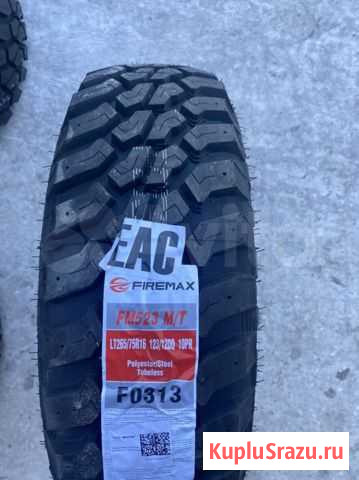 EAC
FIREMAX
FM523 M/T
LT265/75R16 123/120Q 10PR
Polyester/Steel
Tubeless
F0313
KupluSrazu.ru